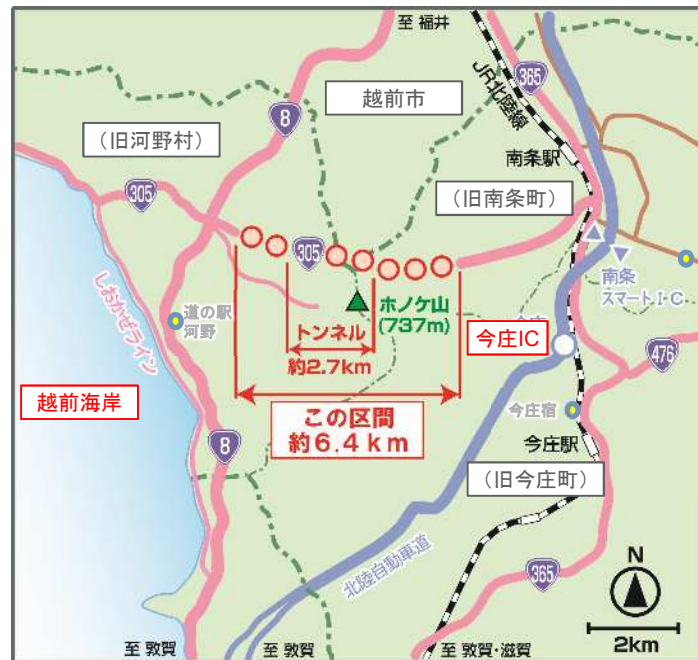 至 福井
365
JR北陸線
越前市
8
(旧河野村)
南条駅
305
(旧南条町)
305
南条
スマートI.C.
しおかぜライン
道の駅
河野
ホノケ山
(737m)
トンネル
約2.7km
今庄IC
476
越前海岸
この区間
約6.4km
今庄宿
8
今庄駅
(旧今庄町)
北陸自動車道
365
N
2km
至 敦賀
至 敦賀
至 敦賀・滋賀